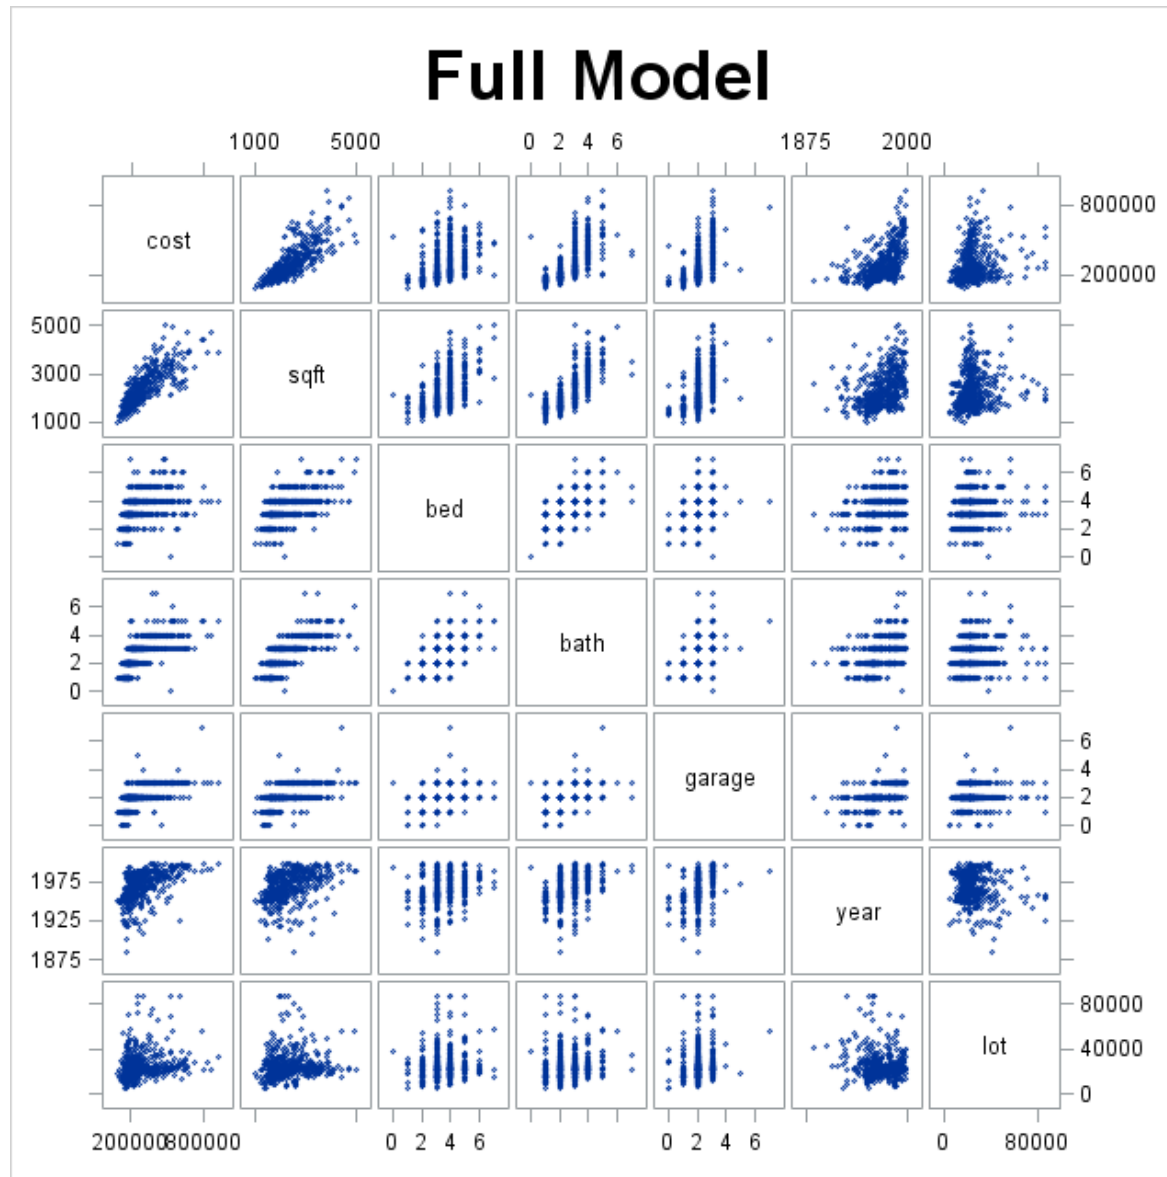 Full Model
1000 5000 0 2 4 6 1875 2000
cost 800000
200000
5000
3000 sqft
1000
6
bed 4
2
0
6
4 bath
2
0
6
garage 4
2
0
1975
1925 year
1875
80000
lot 40000
0
200000 800000 0 2 4 6 0 2 4 6 0 80000